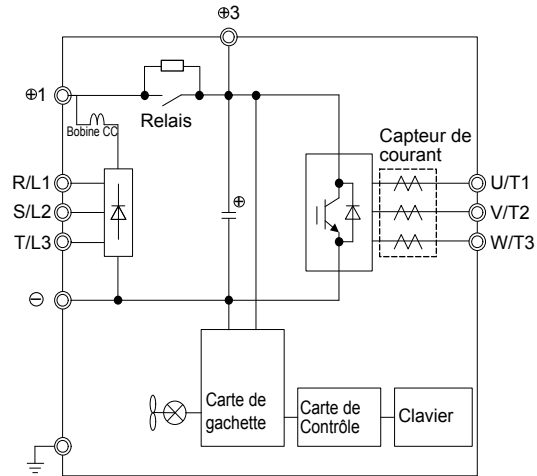 ⊕3
⊕1
Relais
Bobine CC
Capteur de
courant
R/L1
U/T1
S/L2
V/T2
T/L3
W/T3
⊕
⊖
Carte de
gachette
Carte de
Contrôle
Clavier